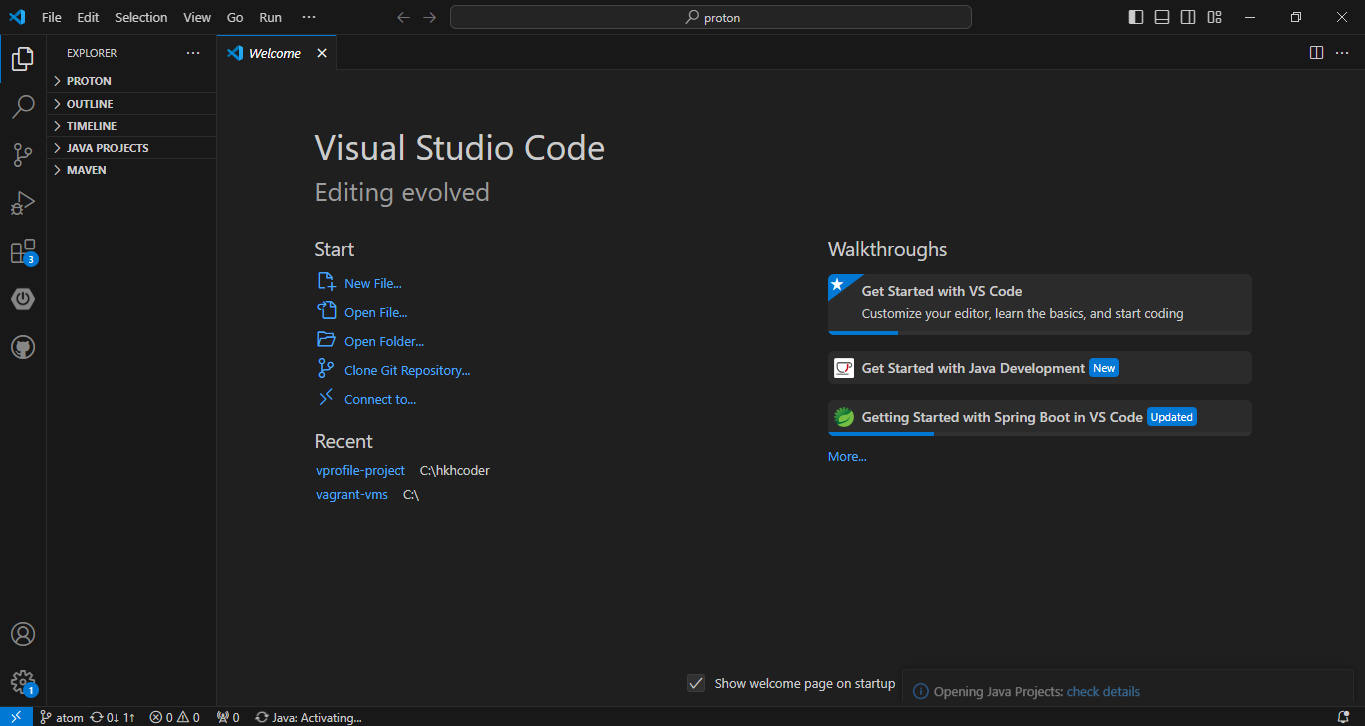 File Edit Selection View Go Run ···
proton
EXPLORER ···
PROTON
OUTLINE
TIMELINE
JAVA PROJECTS
MAVEN
3
1
Welcome
···
Visual Studio Code
Editing evolved
Start
New File...
Open File...
Open Folder...
Clone Git Repository...
Connect to...
Recent
vprofile-project C:\hkhcoder
vagrant-vms C:\
Walkthroughs
Get Started with VS Code
Customize your editor, learn the basics, and start coding
Get Started with Java Development New
Getting Started with Spring Boot in VS Code Updated
More...
Show welcome page on startup
Opening Java Projects: check details
atom 0↓ 1↑ 0 0 0 Java: Activating...